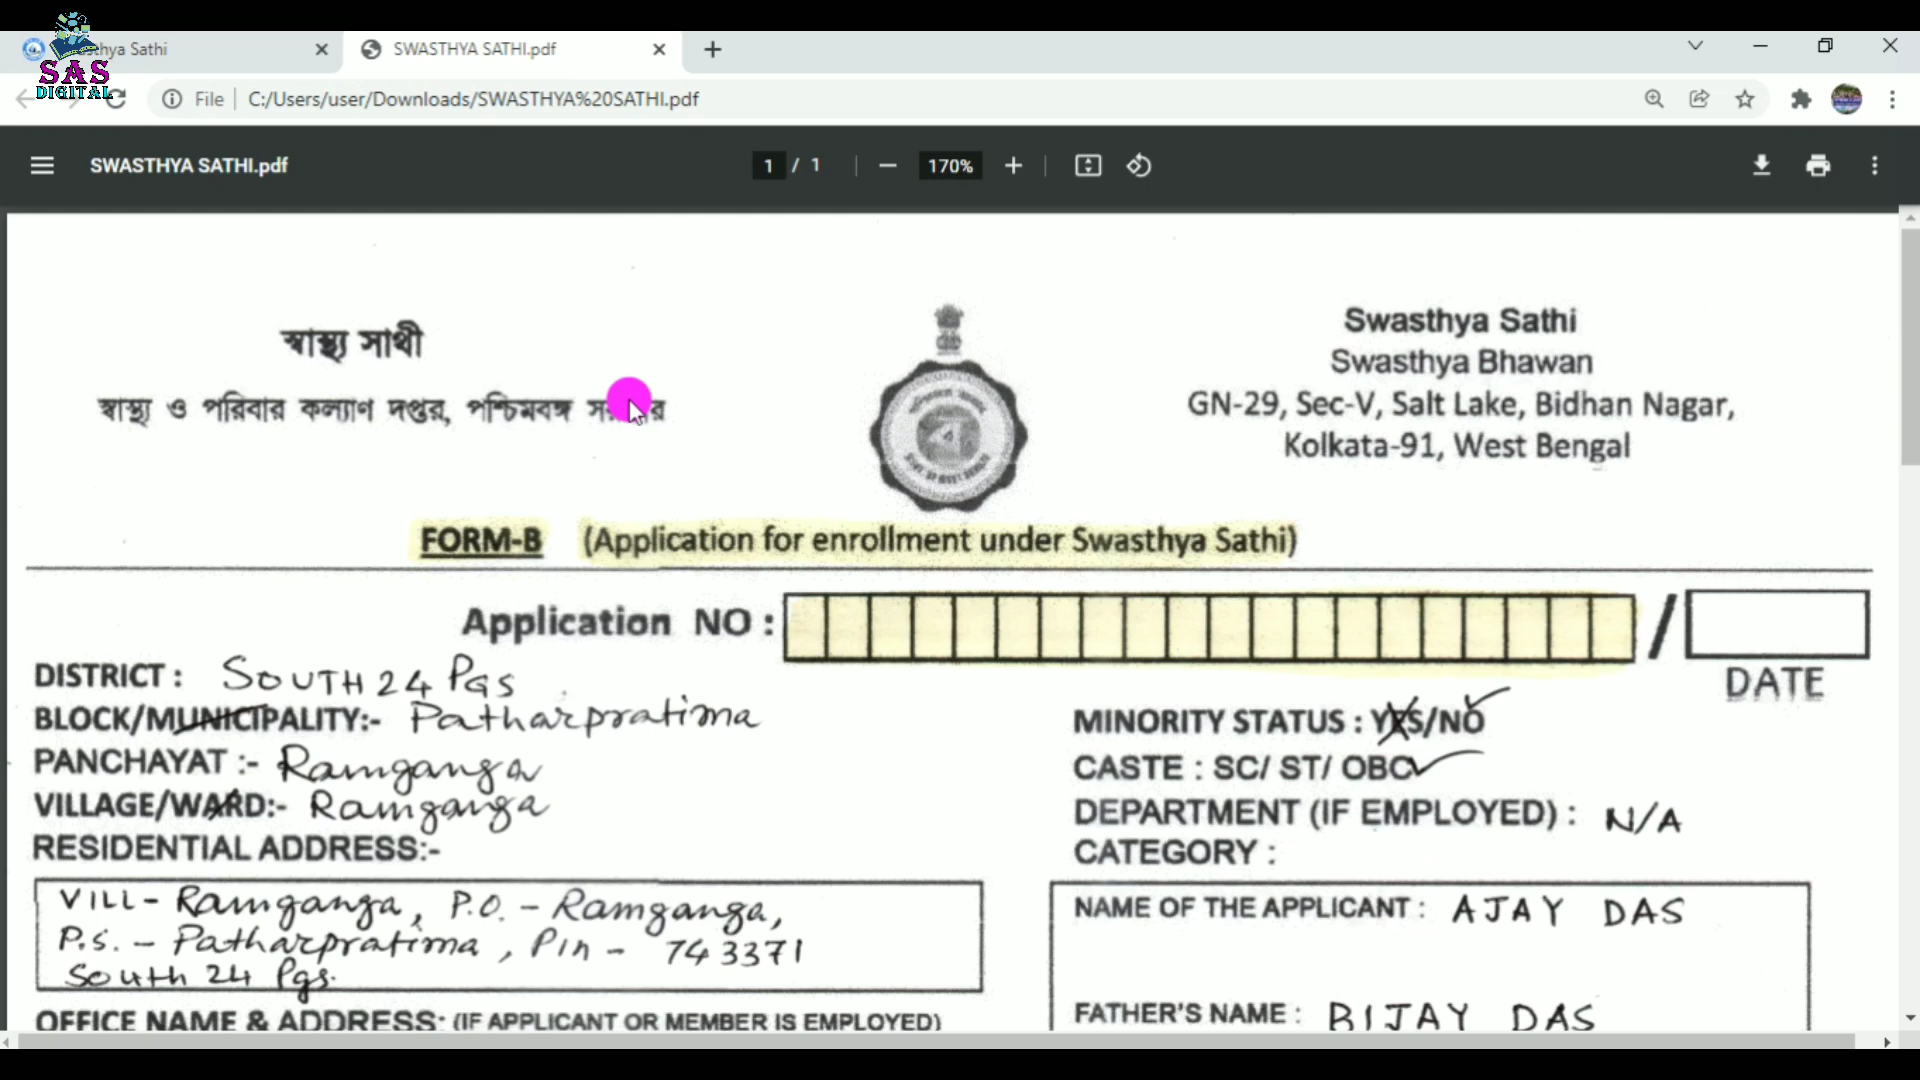 Sathi
SWASTHYA SATHI.pdf
SAS
DIGITAL
File
C:/Users/user/Downloads/SWASTHYA%20SATHI.pdf
SWASTHYA SATHI.pdf
1 / 1
170%
স্বাস্থ্য সাথী
স্বাস্থ্য ও পরিবার কল্যাণ দপ্তর, পশ্চিমবঙ্গ
Swasthya Sathi
Swasthya Bhawan
GN-29, Sec-V, Salt Lake, Bidhan Nagar,
Kolkata-91, West Bengal
FORM-B (Application for enrollment under Swasthya Sathi)
Application NO : /
DATE
DISTRICT : SOUTH 24 PGS
BLOCK/MUNICIPALITY:- Patharpratima
PANCHAYAT :- Ramganga
VILLAGE/WARD:- Ramganga
RESIDENTIAL ADDRESS:-
VILL - Ramganga, P.O. - Ramganga,
P.S. - Patharpratima, Pin - 743371
South 24 Pgs.
OFFICE NAME & ADDRESS: (IF APPLICANT OR MEMBER IS EMPLOYED)
MINORITY STATUS : YES/NO
CASTE : SC/ ST/ OBC
DEPARTMENT (IF EMPLOYED) : N/A
CATEGORY :
NAME OF THE APPLICANT : AJAY DAS
FATHER'S NAME : BIJAY DAS